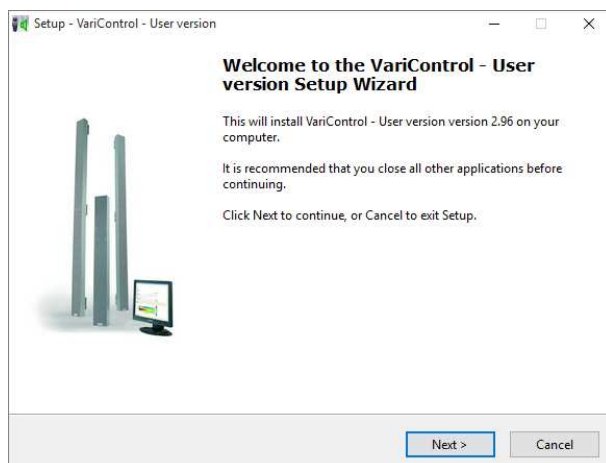 Setup - VariControl - User version
Welcome to the VariControl - User
version Setup Wizard
This will install VariControl - User version version 2.96 on your
computer.
It is recommended that you close all other applications before
continuing.
Click Next to continue, or Cancel to exit Setup.
Next >
Cancel